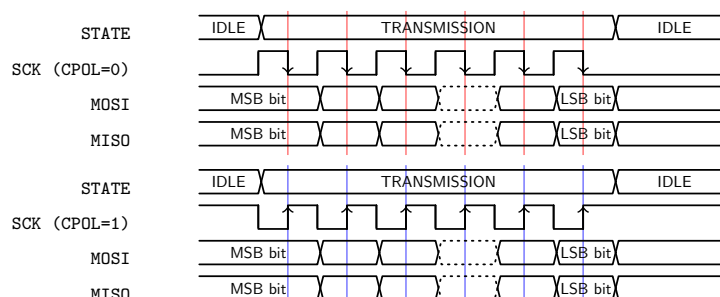 STATE IDLE TRANSMISSION IDLE
SCK (CPOL=0)
MOSI MSB bit LSB bit
MISO MSB bit LSB bit
STATE IDLE TRANSMISSION IDLE
SCK (CPOL=1)
MOSI MSB bit LSB bit
MISO MSB bit LSB bit